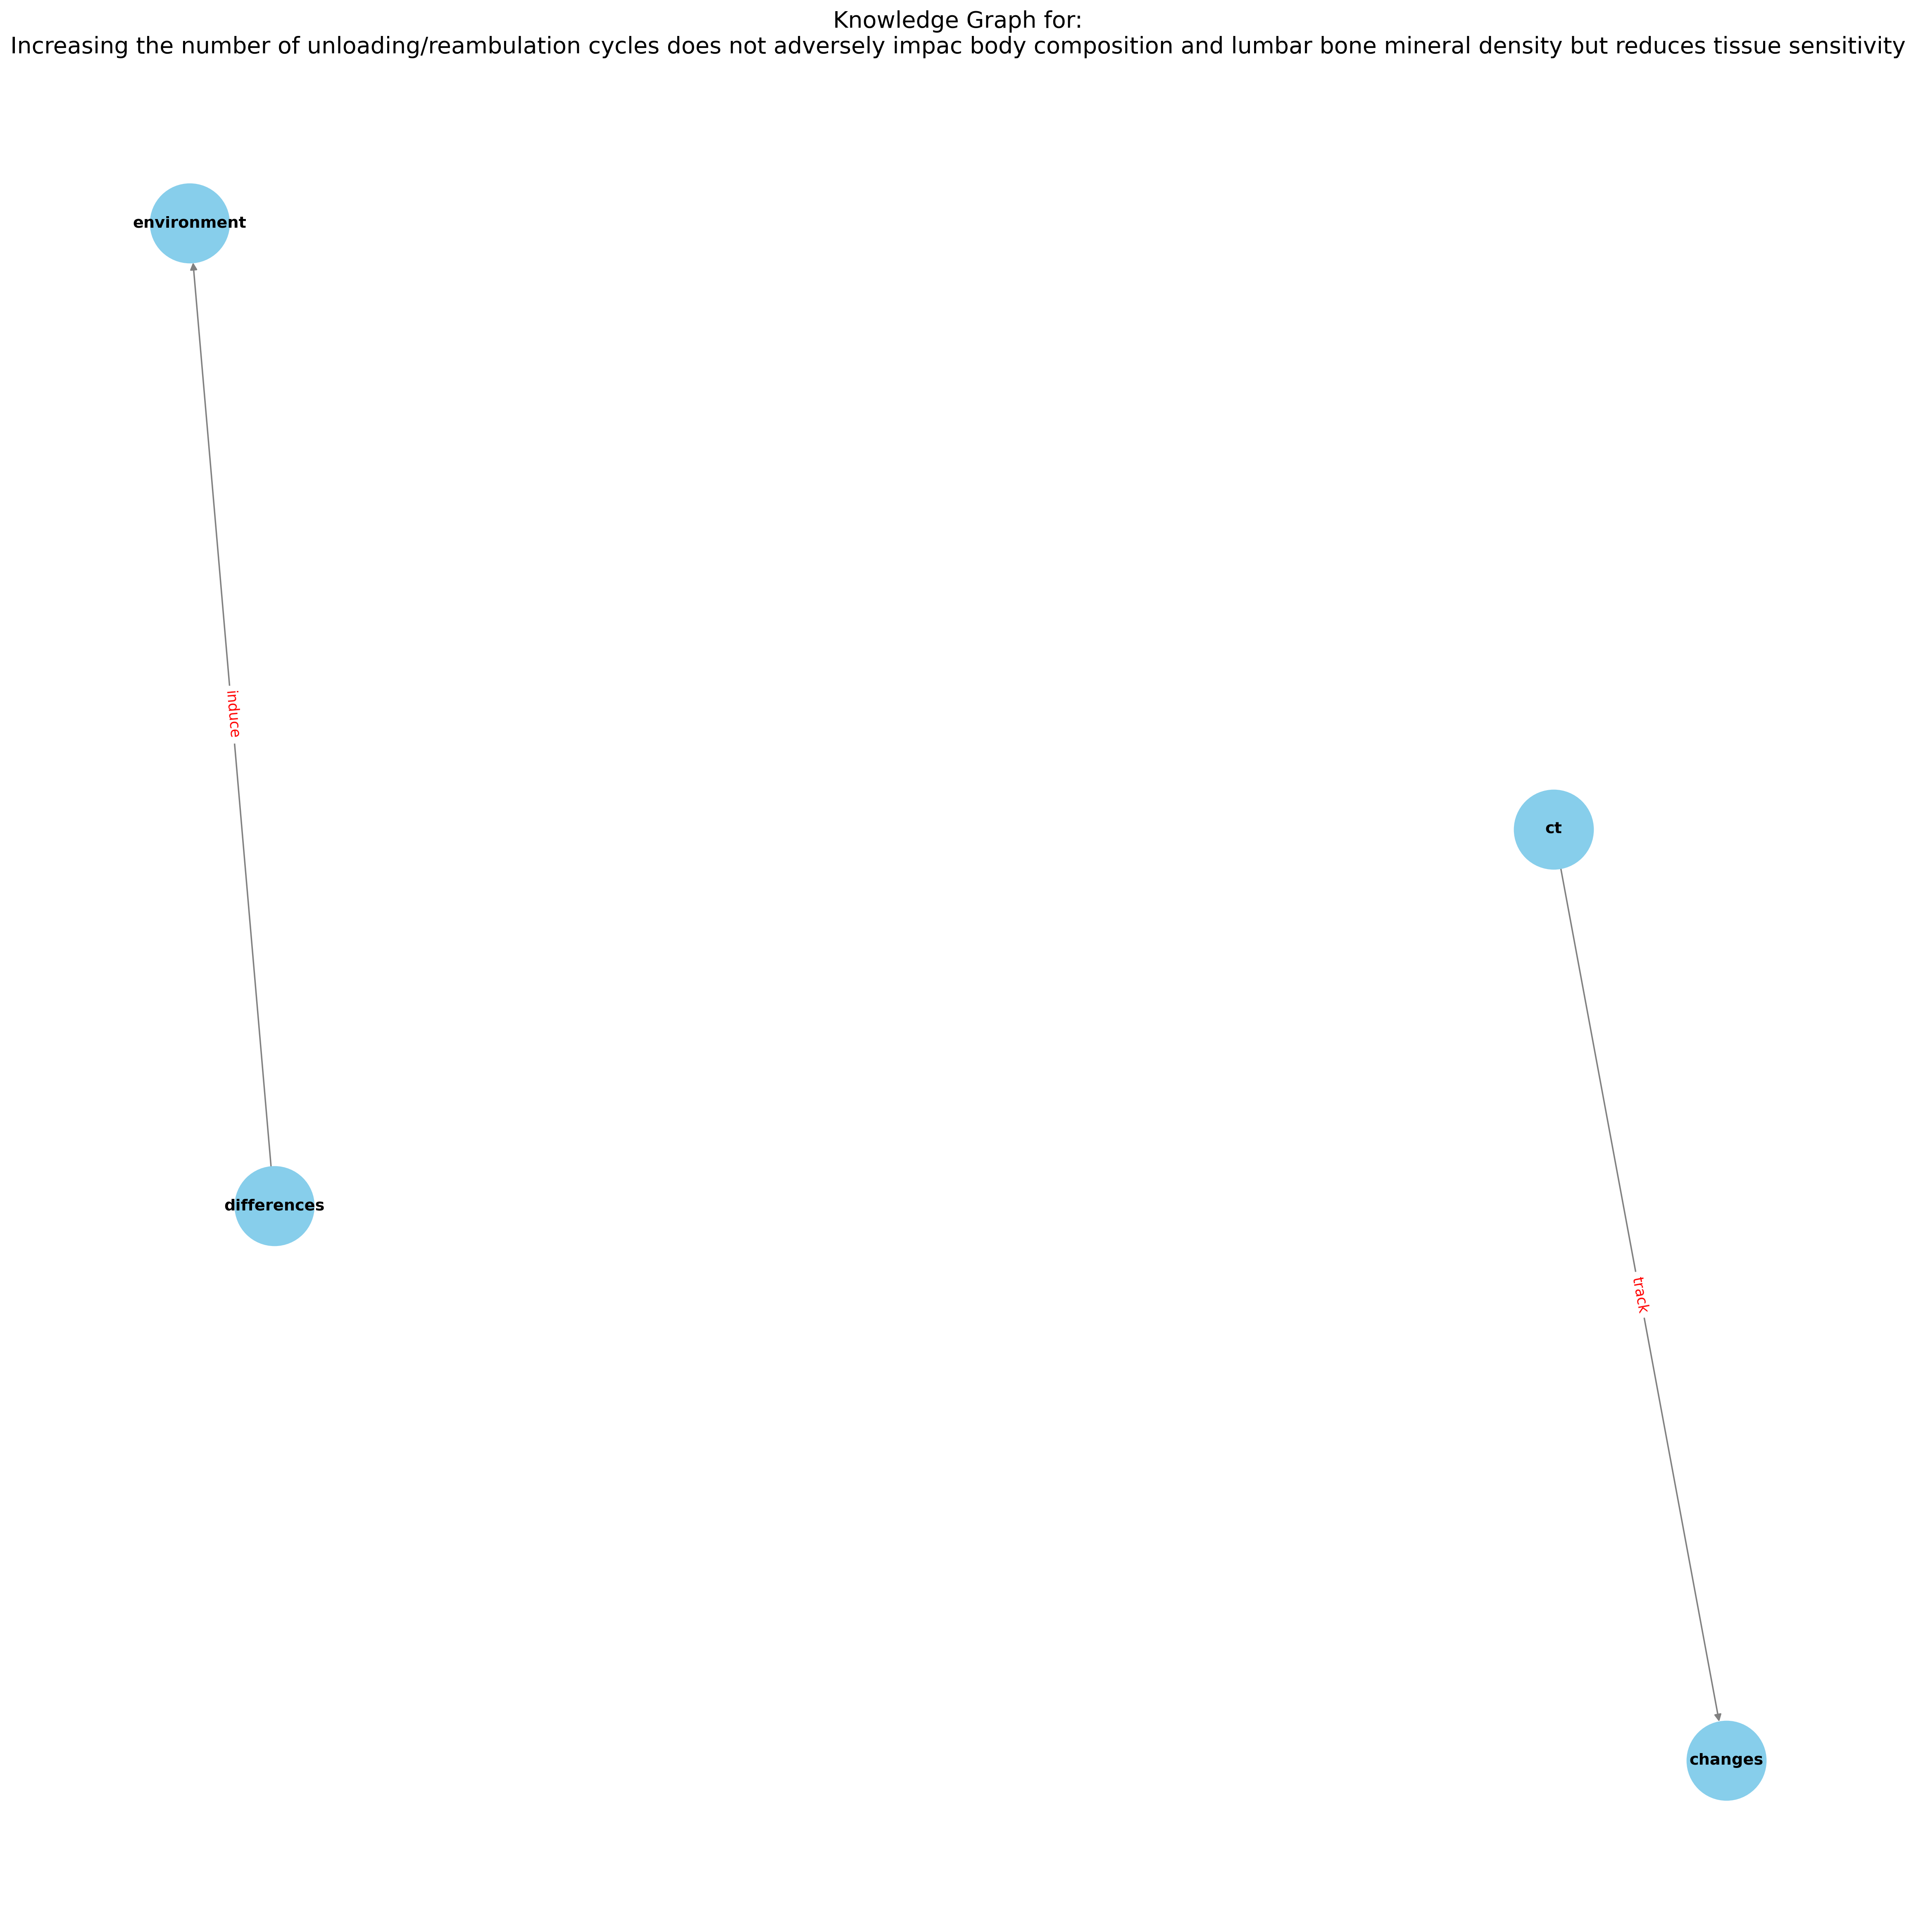 Knowledge Graph for:
Increasing the number of unloading/reambulation cycles does not adversely impac body composition and lumbar bone mineral density but reduces tissue sensitivity
environment
induce
ct
differences
track
changes